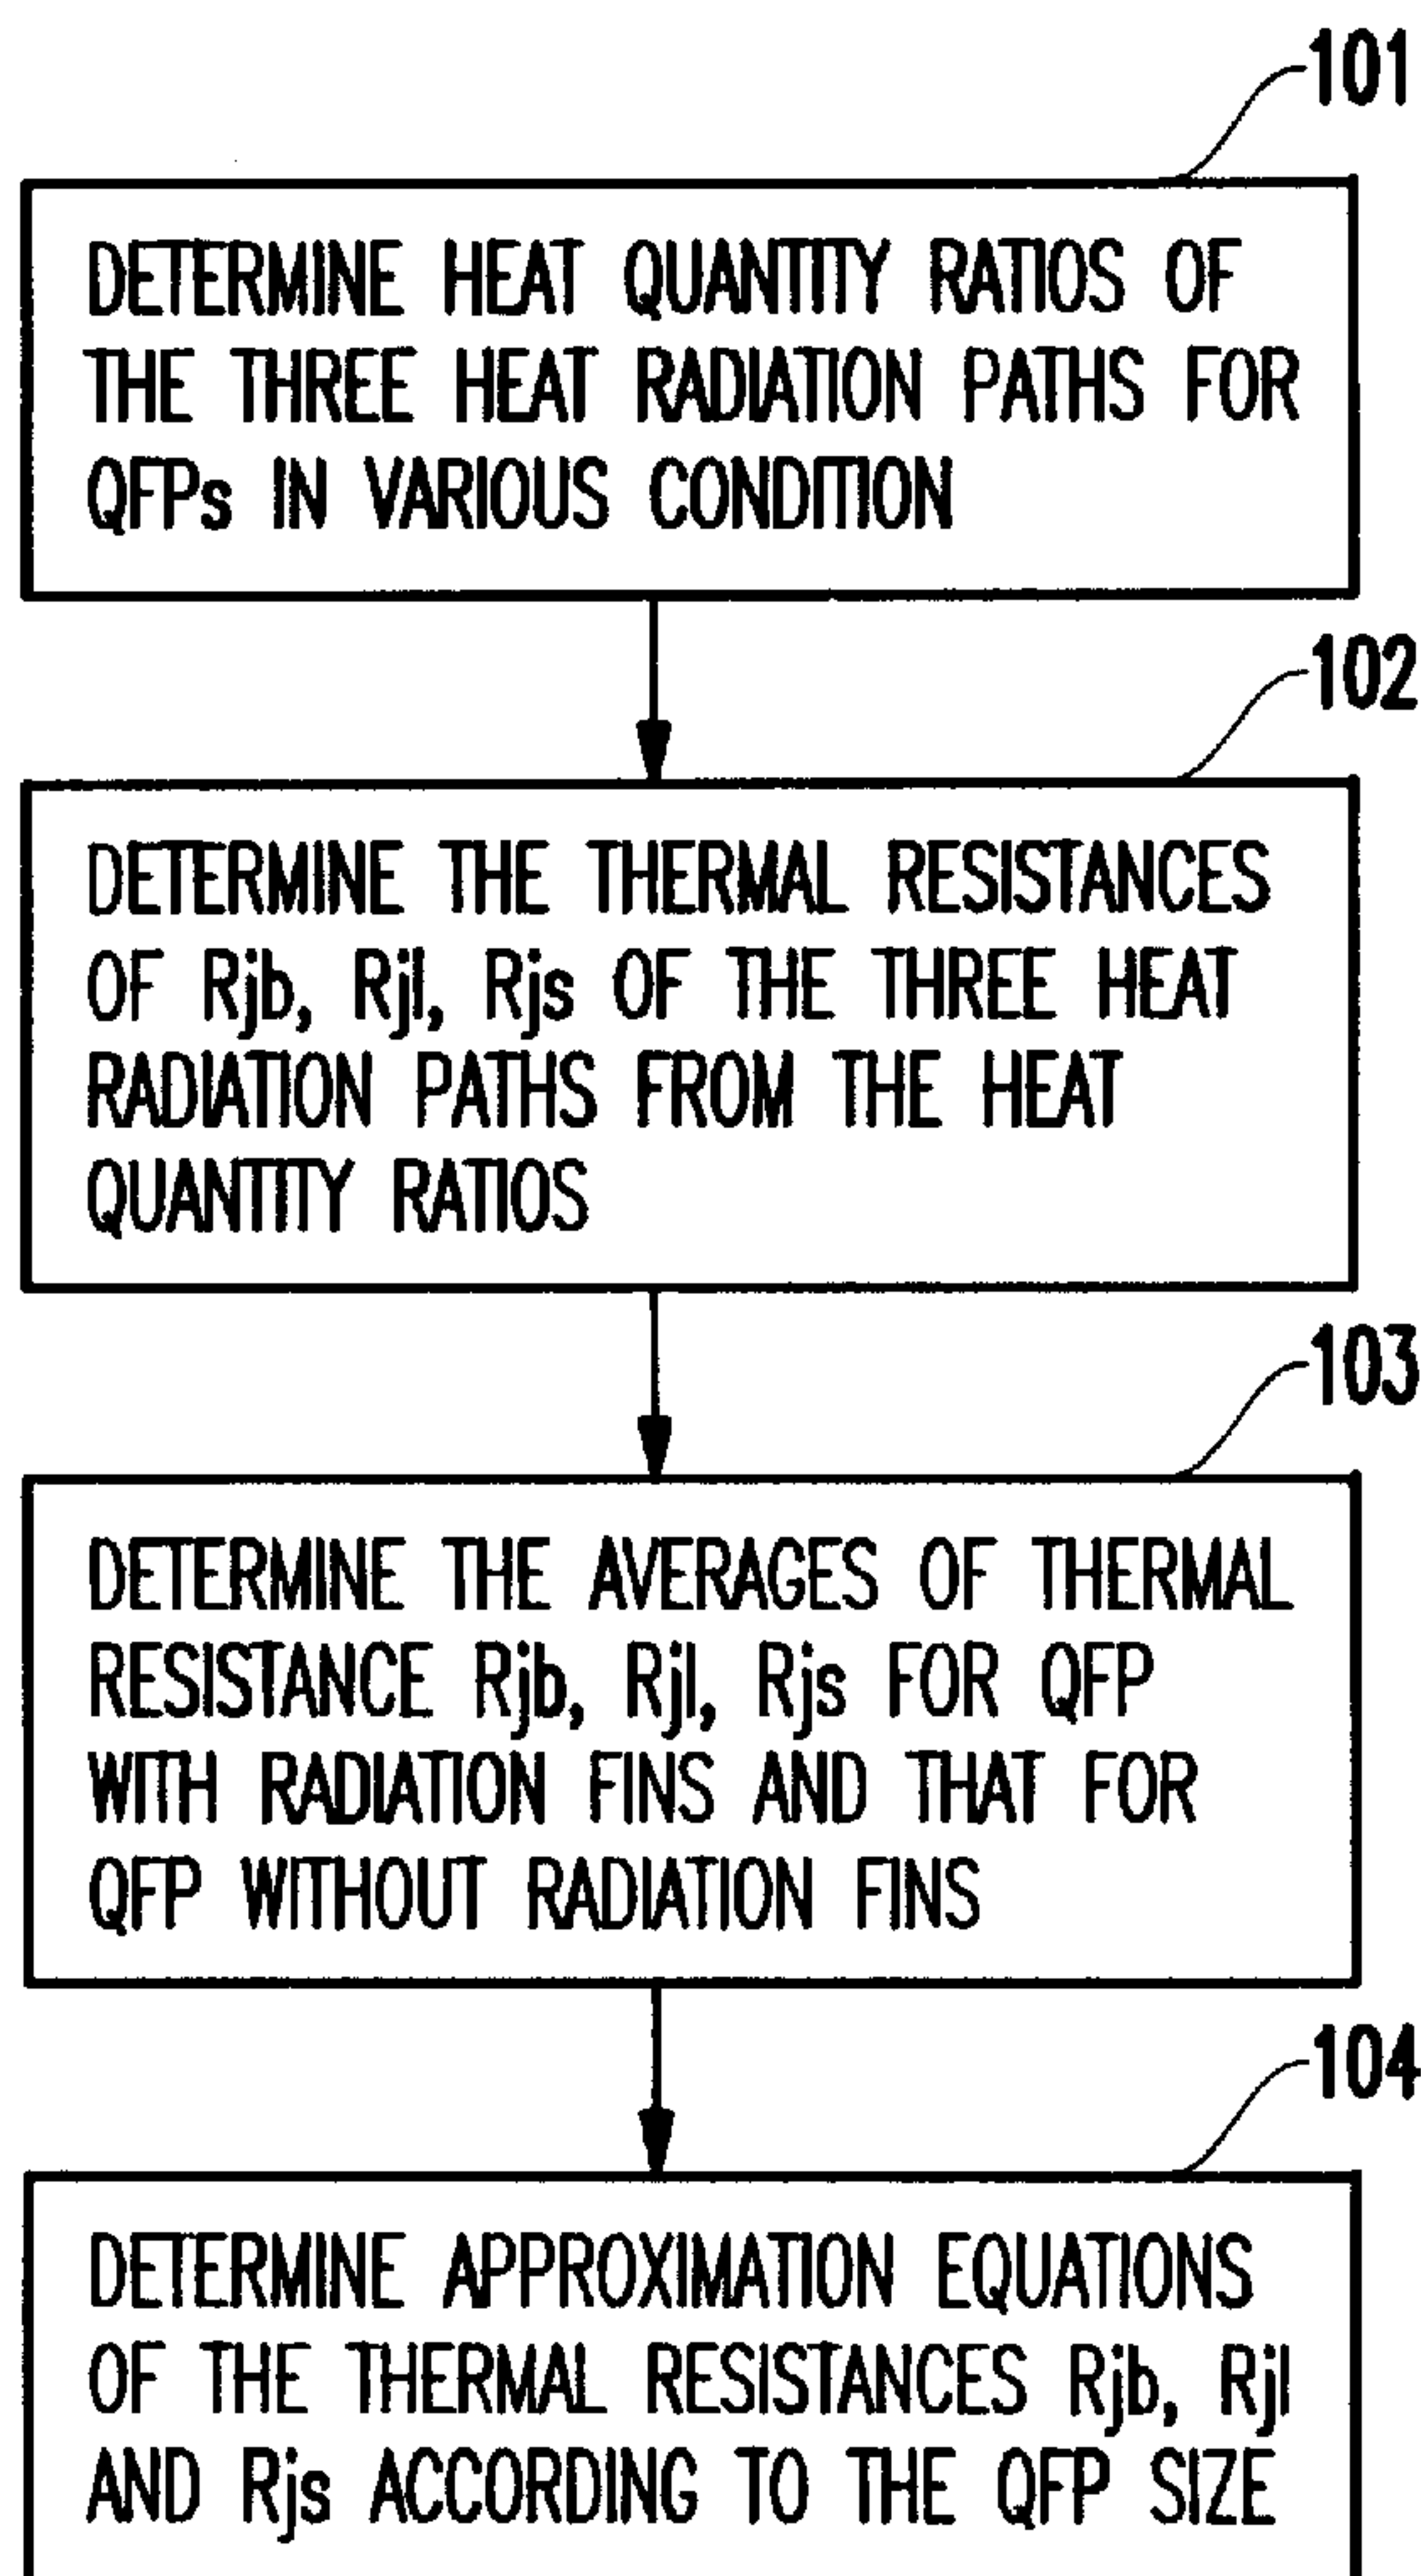 101
DETERMINE HEAT QUANTITY RATIOS OF
THE THREE HEAT RADIATION PATHS FOR
QFPs IN VARIOUS CONDITION
102
DETERMINE THE THERMAL RESISTANCES
OF Rjb, Rjl, Rjs OF THE THREE HEAT
RADIATION PATHS FROM THE HEAT
QUANTITY RATIOS
103
DETERMINE THE AVERAGES OF THERMAL
RESISTANCE Rjb, Rjl, Rjs FOR QFP
WITH RADIATION FINS AND THAT FOR
QFP WITHOUT RADIATION FINS
104
DETERMINE APPROXIMATION EQUATIONS
OF THE THERMAL RESISTANCES Rjb, Rjl
AND Rjs ACCORDING TO THE QFP SIZE